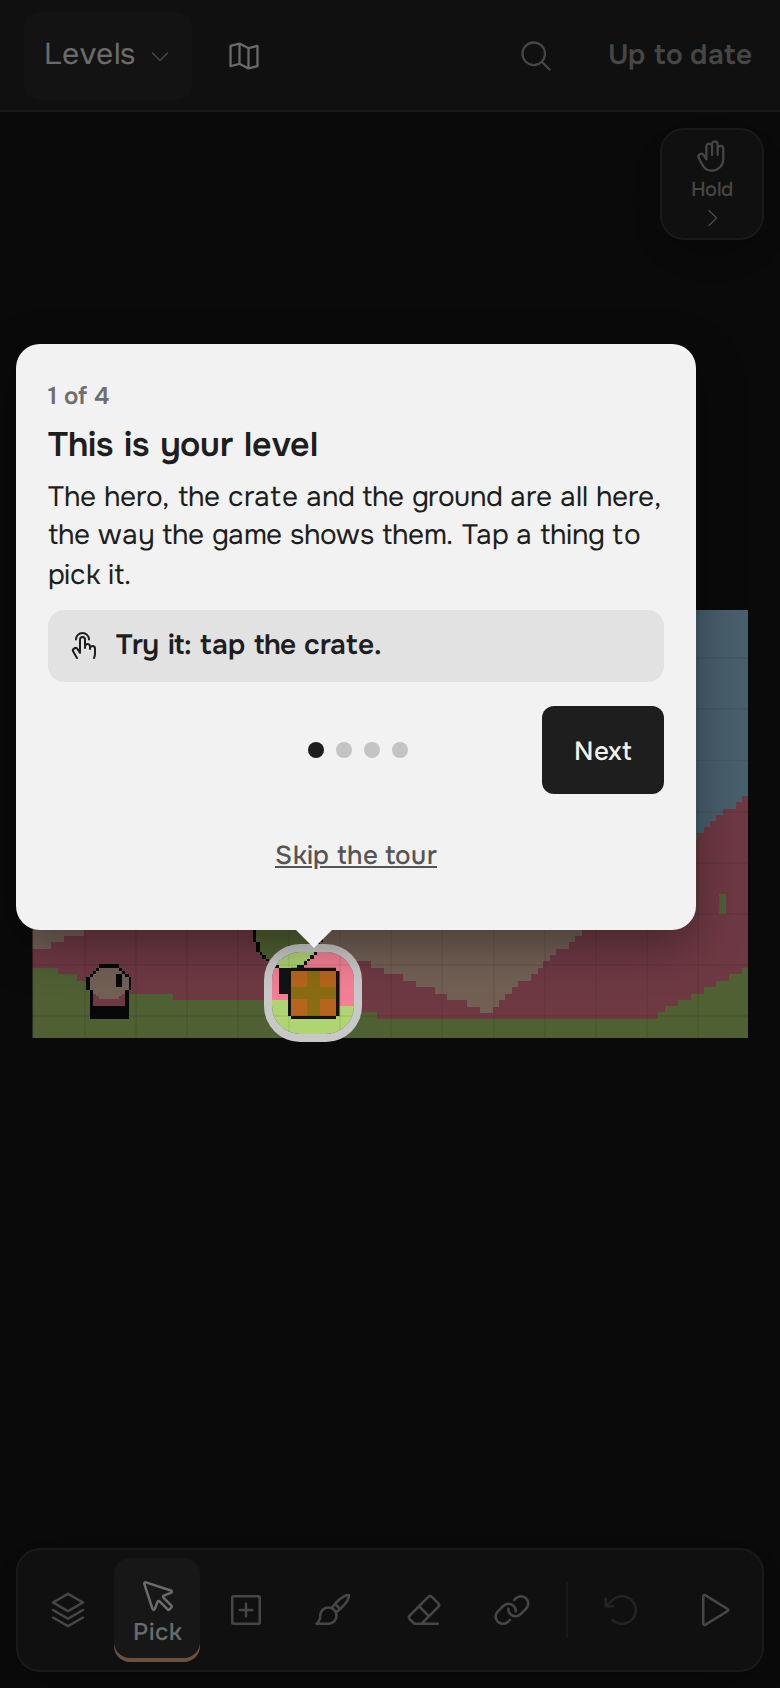 Levels
Up to date
Hold
1 of 4
This is your level
The hero, the crate and the ground are all here,
the way the game shows them. Tap a thing to
pick it.
Try it: tap the crate.
Next
Skip the tour
Pick